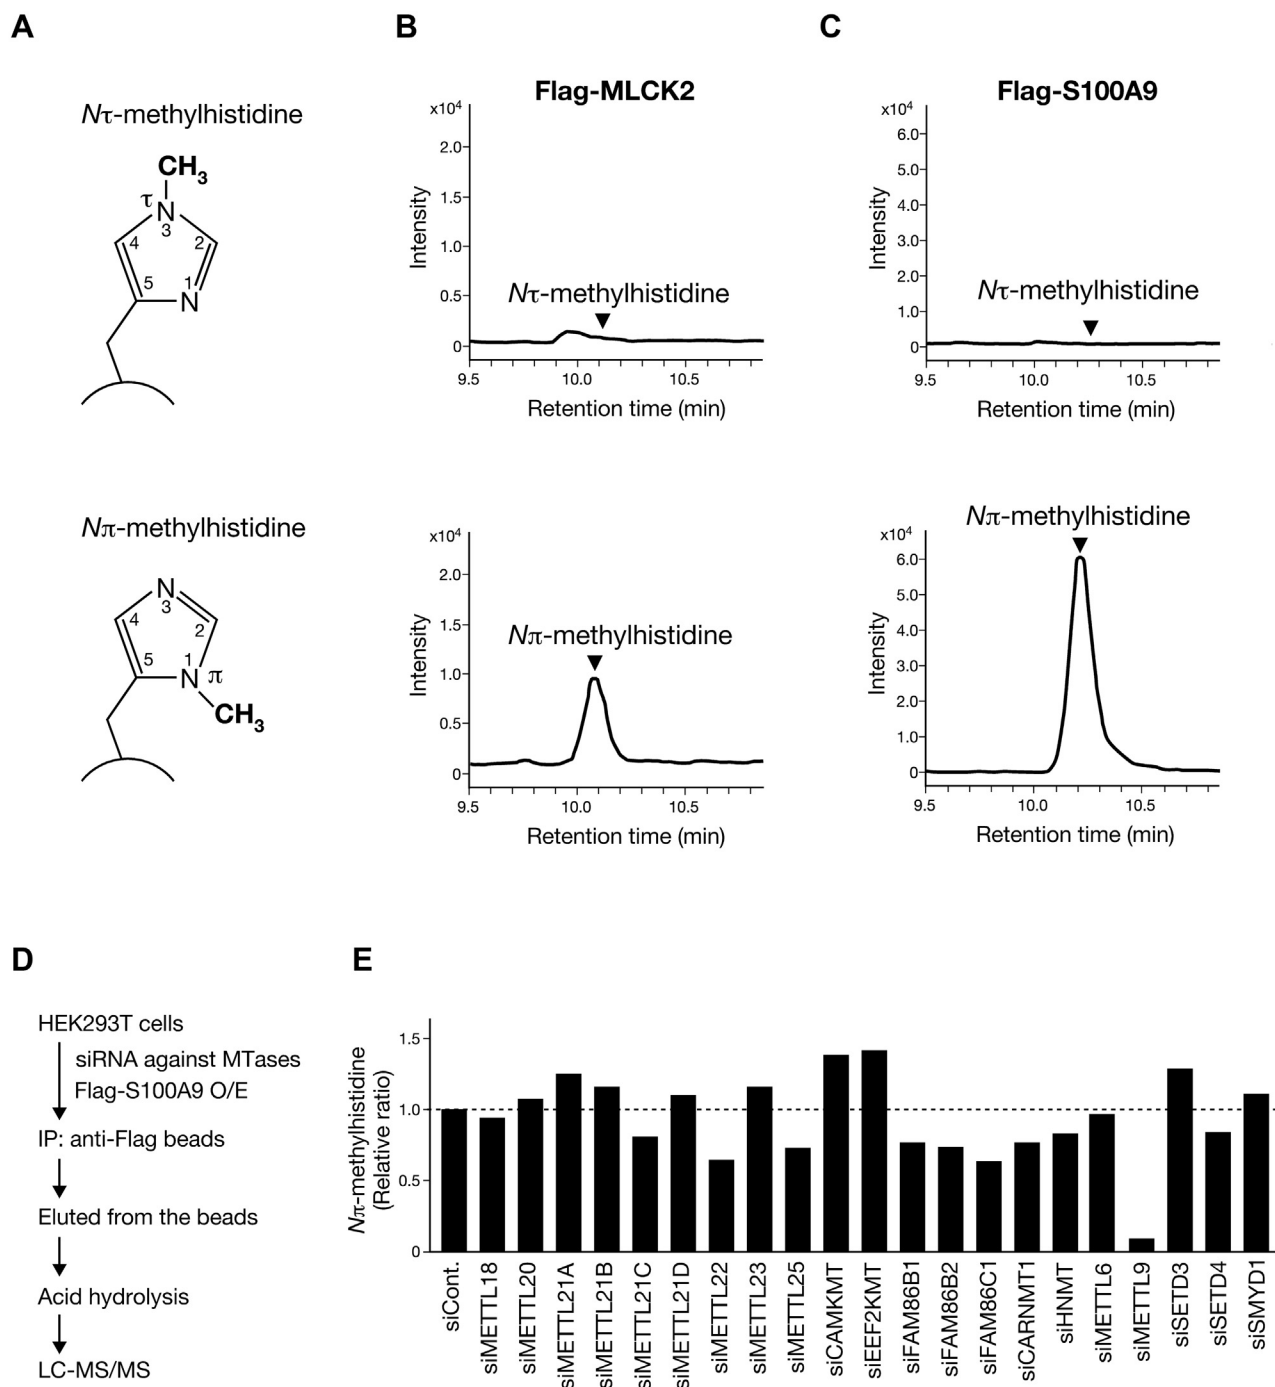 A
Nτ-methylhistidine
CH3
τ
N
3
4
2
5
1
N
Nπ-methylhistidine
N
3
4
2
5
1
N
π
CH3
B
Flag-MLCK2
x10⁴
2.0
1.5
1.0
0.5
0
Intensity
Nτ-methylhistidine
9.5 10.0 10.5
Retention time (min)
x10⁴
2.0
1.5
1.0
0.5
0
Intensity
Nπ-methylhistidine
9.5 10.0 10.5
Retention time (min)
C
Flag-S100A9
x10⁴
6.0
5.0
4.0
3.0
2.0
1.0
0
Intensity
Nτ-methylhistidine
9.5 10.0 10.5
Retention time (min)
Nπ-methylhistidine
x10⁴
6.0
5.0
4.0
3.0
2.0
1.0
0
Intensity
9.5 10.0 10.5
Retention time (min)
D
HEK293T cells
siRNA against MTases
Flag-S100A9 O/E
IP: anti-Flag beads
Eluted from the beads
Acid hydrolysis
LC-MS/MS
E
Nπ-methylhistidine
(Relative ratio)
1.5
1.0
0.5
0
siCont.
siMETTL18
siMETTL20
siMETTL21A
siMETTL21B
siMETTL21C
siMETTL21D
siMETTL22
siMETTL23
siMETTL25
siCAMKMT
siEEF2KMT
siFAM86B1
siFAM86B2
siFAM86C1
siCARNMT1
siHNMT
siMETTL6
siMETTL9
siSETD3
siSETD4
siSMYD1